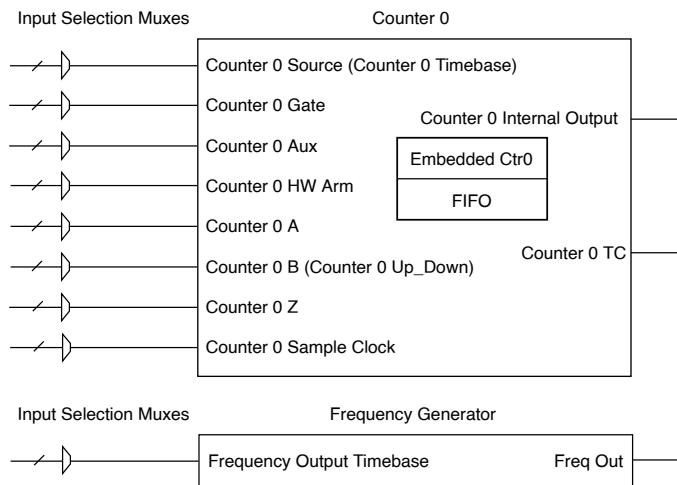 Input Selection Muxes
Counter 0
Counter 0 Source (Counter 0 Timebase)
Counter 0 Gate
Counter 0 Internal Output
Counter 0 Aux
Embedded Ctr0
Counter 0 HW Arm
FIFO
Counter 0 A
Counter 0 TC
Counter 0 B (Counter 0 Up_Down)
Counter 0 Z
Counter 0 Sample Clock
Input Selection Muxes
Frequency Generator
Frequency Output Timebase
Freq Out